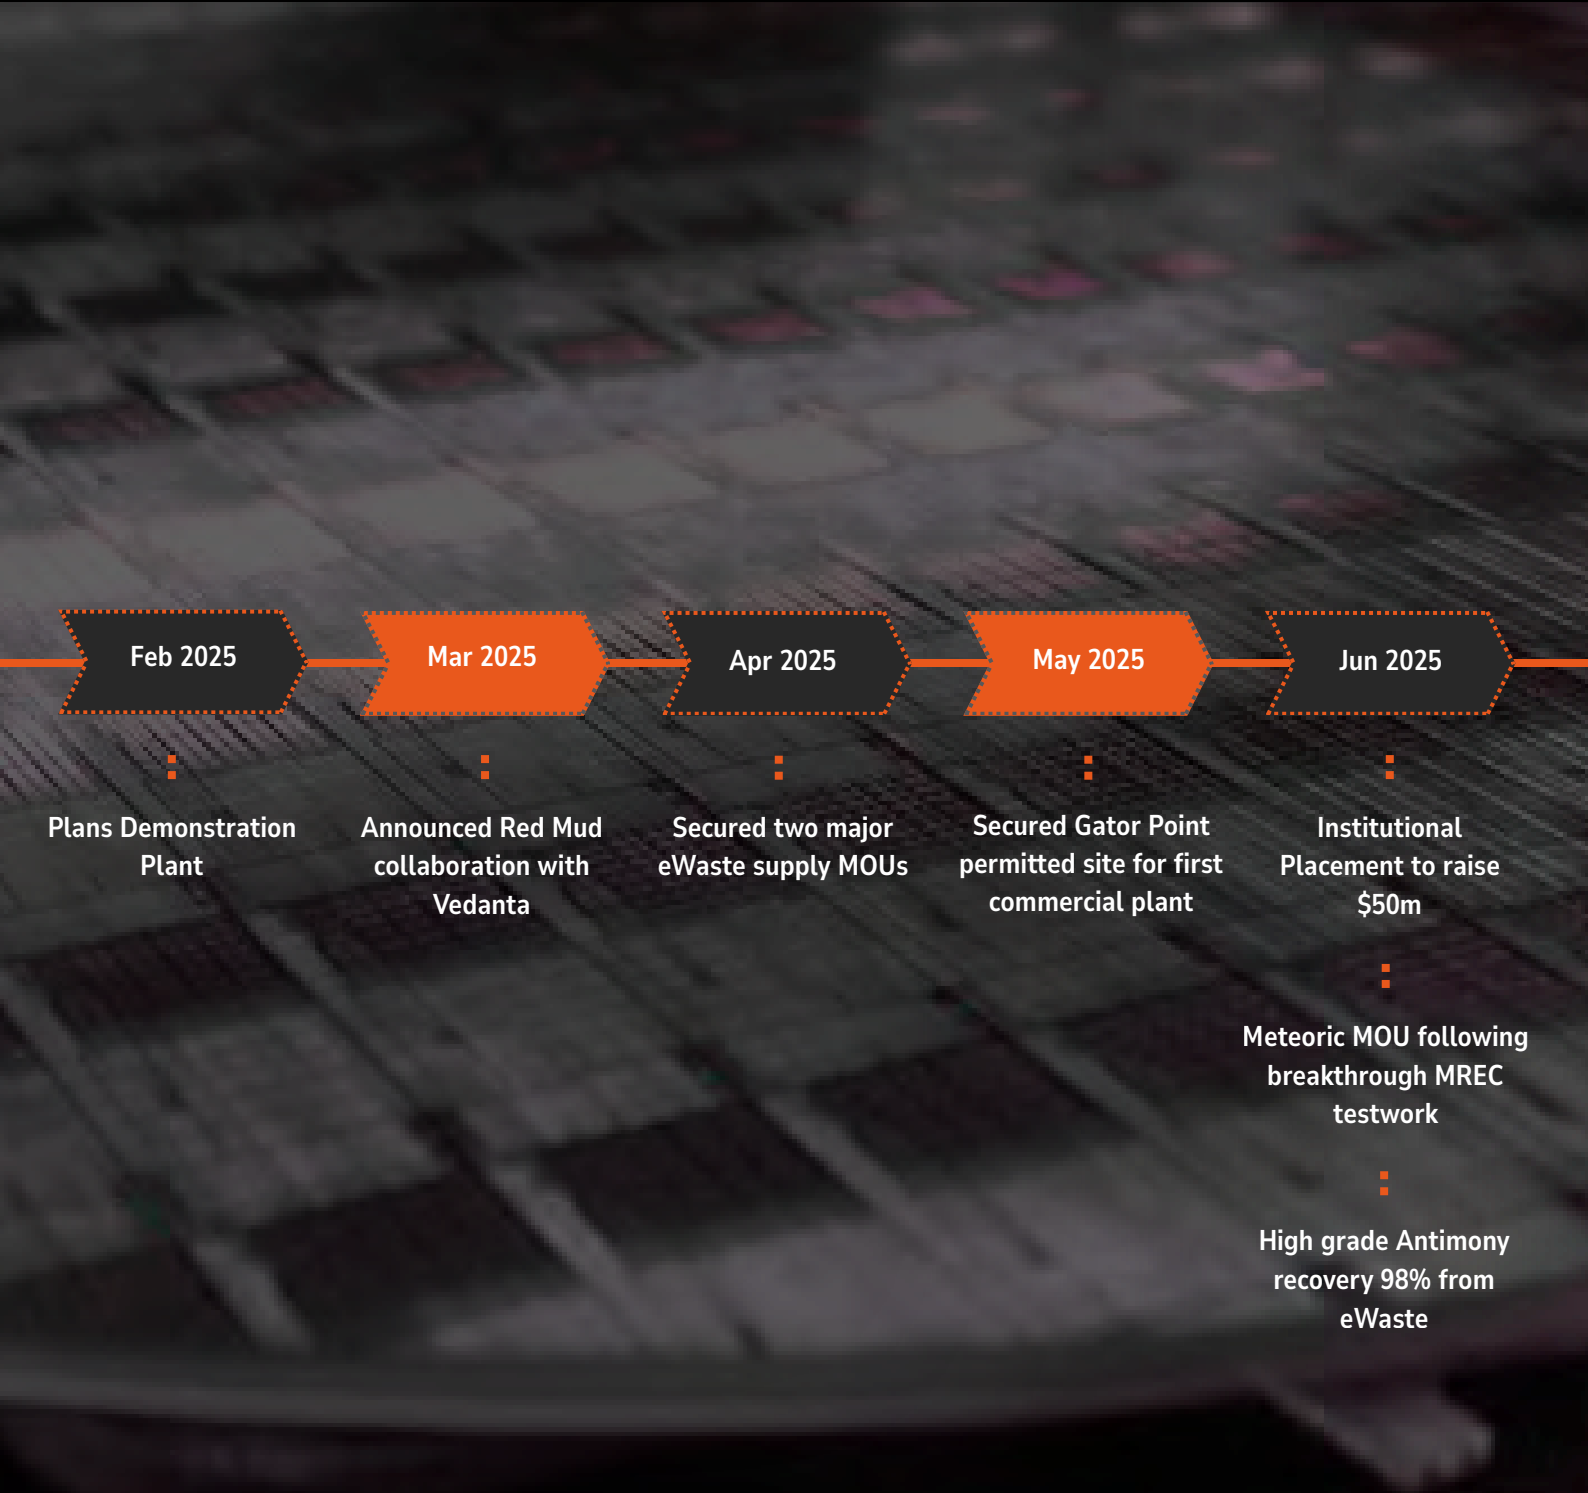 Feb 2025
Mar 2025
Apr 2025
May 2025
Jun 2025
Plans Demonstration
Plant
Announced Red Mud
collaboration with
Vedanta
Secured two major
eWaste supply MOUs
Secured Gator Point
permitted site for first
commercial plant
Institutional
Placement to raise
$50m
Meteoric MOU following
breakthrough MREC
testwork
High grade Antimony
recovery 98% from
eWaste